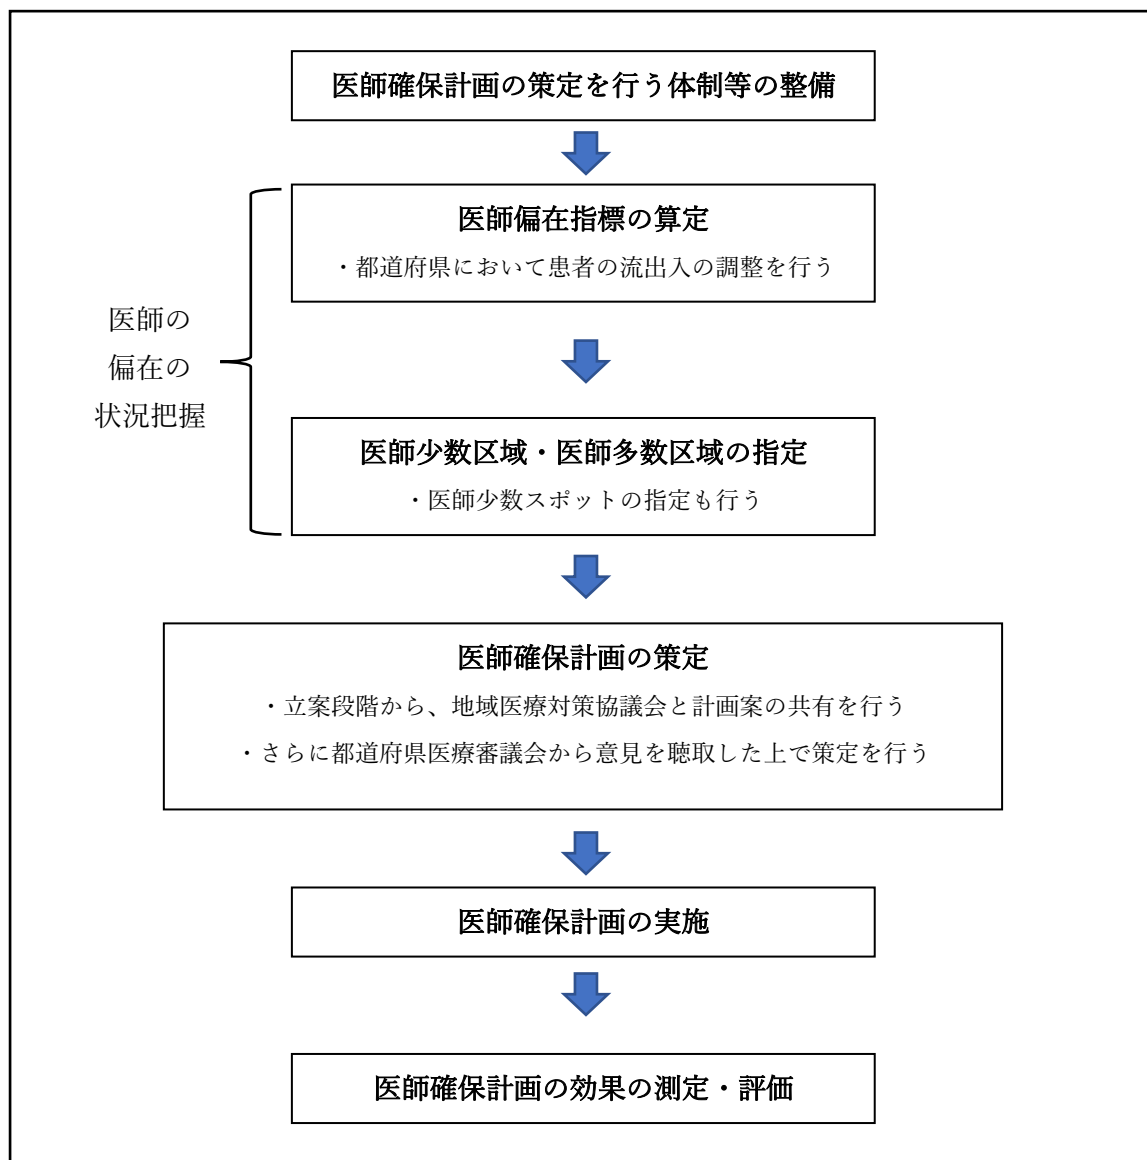 医師確保計画の策定を行う体制等の整備
医師偏在指標の算定
・都道府県において患者の流出入の調整を行う
医師の
偏在の
状況把握
医師少数区域・医師多数区域の指定
・医師少数スポットの指定も行う
医師確保計画の策定
・立案段階から、地域医療対策協議会と計画案の共有を行う
・さらに都道府県医療審議会から意見を聴取した上で策定を行う
医師確保計画の実施
医師確保計画の効果の測定・評価